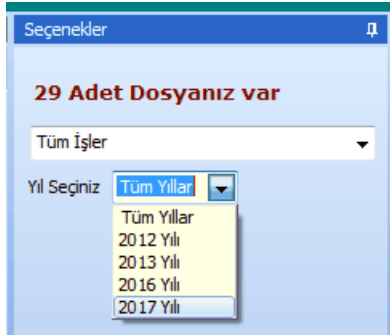 Seçenekler
29 Adet Dosyanız var
Tüm İşler
Yıl Seçiniz Tüm Yıllar
Tüm Yıllar
2012 Yılı
2013 Yılı
2016 Yılı
2017 Yılı